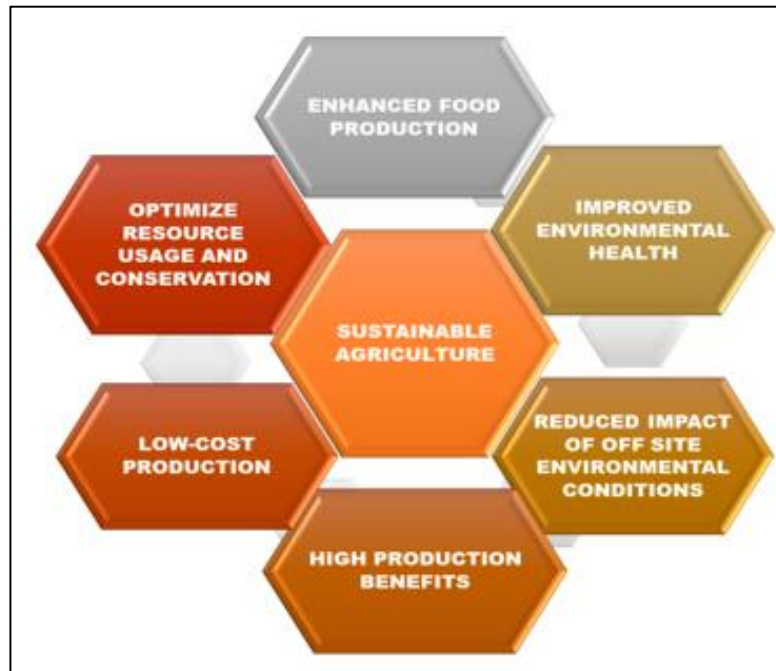 ENHANCED FOOD
PRODUCTION
OPTIMIZE
RESOURCE
USAGE AND
CONSERVATION
IMPROVED
ENVIRONMENTAL
HEALTH
SUSTAINABLE
AGRICULTURE
LOW-COST
PRODUCTION
REDUCED IMPACT
OF OFF SITE
ENVIRONMENTAL
CONDITIONS
HIGH PRODUCTION
BENEFITS